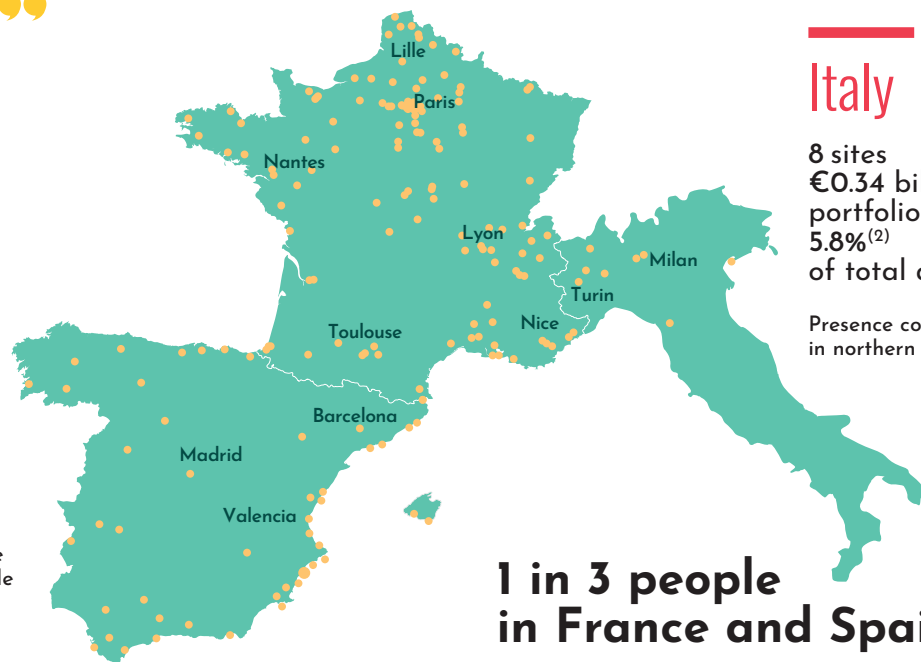 Lille
Paris
Nantes
Lyon
Milan
Turin
Nice
Toulouse
Barcelona
Madrid
Valencia
Italy
8 sites
€0.34 bi
portfolio
5.8%(2)
of total
Presence co
in northern
1 in 3 people
in France and Spai